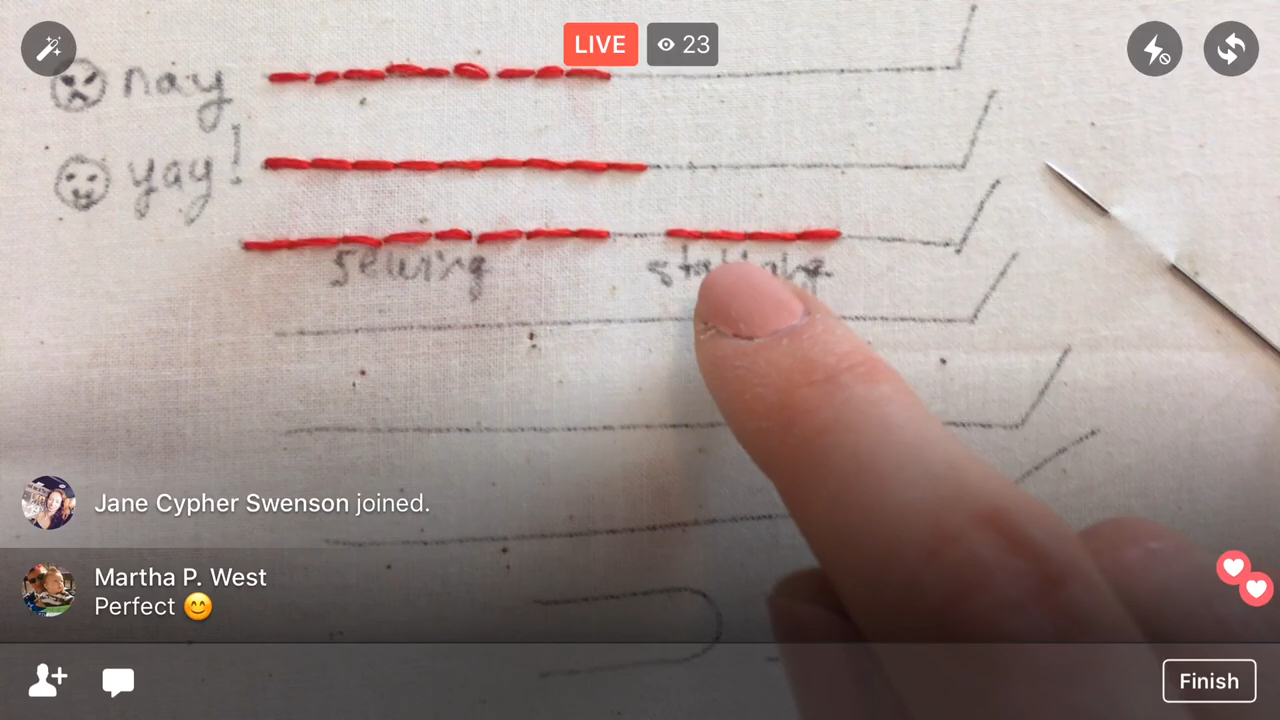 LIVE 23
nay
yay!
sewing
Jane Cypher Swenson joined.
Martha P. West
Perfect 😊
Finish